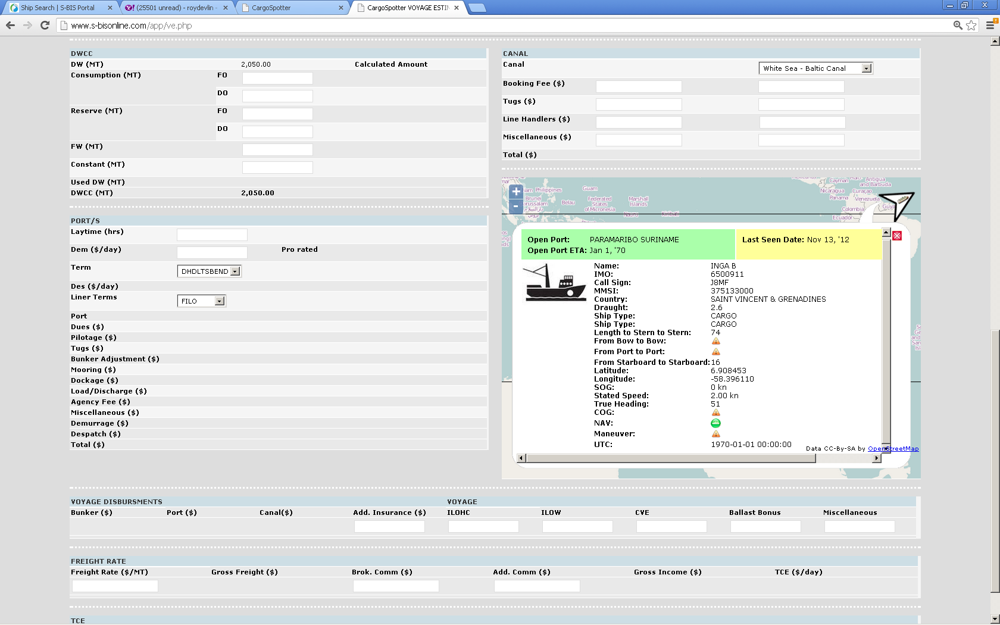 Ship Search | S-BIS Portal
(25501 unread) - roydevlin -
CargoSpotter
CargoSpotter VOYAGE ESTIN
www.s-bisonline.com/app/ve.php
DWCC
DW (MT) 2,050.00 Calculated Amount
Consumption (MT) FO
DO
Reserve (MT) FO
DO
FW (MT)
Constant (MT)
Used DW (MT)
DWCC (MT) 2,050.00
PORT/S
Laytime (hrs)
Dem ($/day) Pro rated
Term DHDLTSBEND
Des ($/day)
Liner Terms FILO
Port
Dues ($)
Pilotage ($)
Tugs ($)
Bunker Adjustment ($)
Mooring ($)
Dockage ($)
Load/Discharge ($)
Agency Fee ($)
Miscellaneous ($)
Demurrage ($)
Despatch ($)
Total ($)
CANAL
Canal White Sea - Baltic Canal
Booking Fee ($)
Tugs ($)
Line Handlers ($)
Miscellaneous ($)
Total ($)
+
-
Philippines
Guam
Belau
Federated States of Micronesia
Marshall Islands
Nauru
Kiribati
Cayman
Nicaragua
Panama
Curaçao
Antigua and Barbuda
Venezuela
Colombia
Ecuador
Open Port: PARAMARIBO SURINAME
Open Port ETA: Jan 1, '70
Last Seen Date: Nov 13, '12
Name: INGA B
IMO: 6500911
Call Sign: J8MF
MMSI: 375133000
Country: SAINT VINCENT & GRENADINES
Draught: 2.6
Ship Type: CARGO
Ship Type: CARGO
Length to Stern to Stern: 74
From Bow to Bow:
From Port to Port:
From Starboard to Starboard: 16
Latitude: 6.908453
Longitude: -58.396110
SOG: 0 kn
Stated Speed: 2.00 kn
True Heading: 51
COG:
NAV:
Maneuver:
UTC: 1970-01-01 00:00:00
Data CC-By-SA by OpenStreetMap
VOYAGE DISBURSMENTS VOYAGE
Bunker ($) Port ($) Canal($) Add. Insurance ($) ILOHC ILOW CVE Ballast Bonus Miscellaneous
FREIGHT RATE
Freight Rate ($/MT) Gross Freight ($) Brok. Comm ($) Add. Comm ($) Gross Income ($) TCE ($/day)
TCE